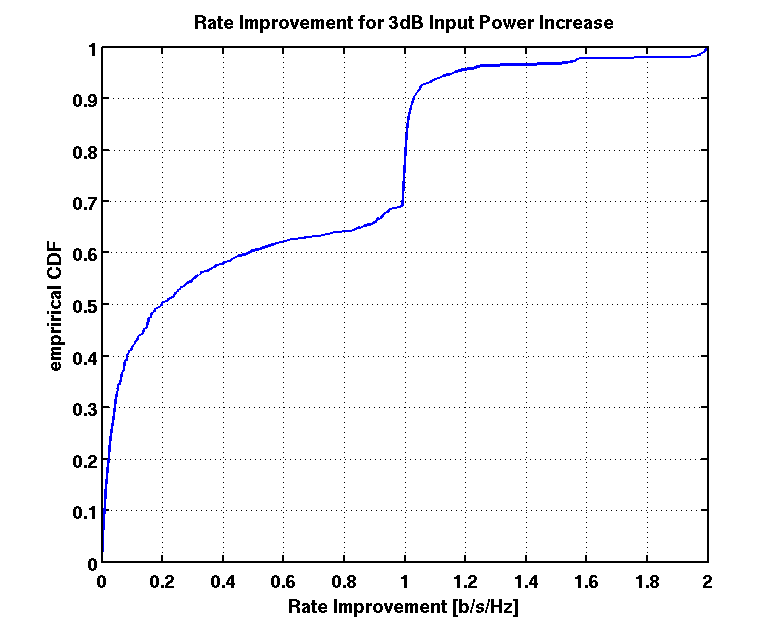 Rate Improvement for 3dB Input Power Increase
1
0.9
0.8
0.7
0.6
0.5
0.4
0.3
0.2
0.1
0
emprirical CDF
0 0.2 0.4 0.6 0.8 1 1.2 1.4 1.6 1.8 2
Rate Improvement [b/s/Hz]